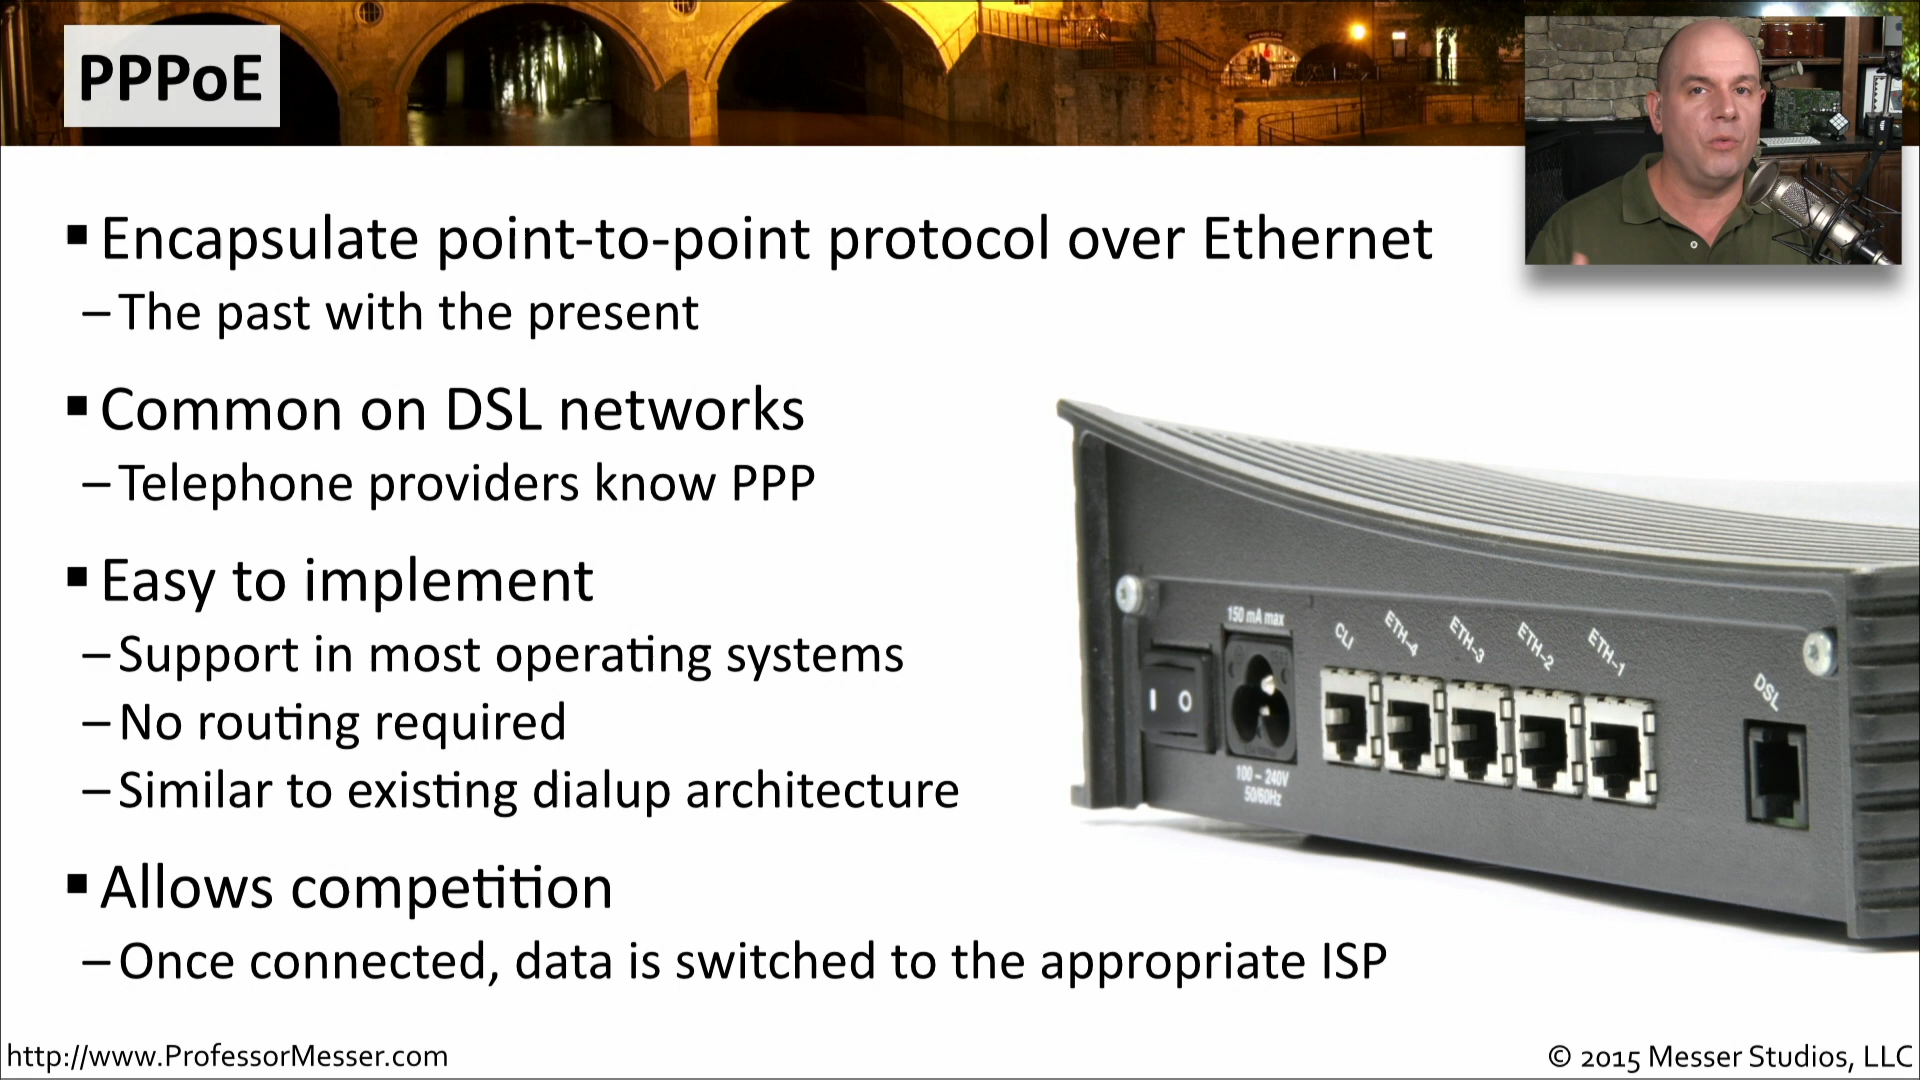 PPPoE
▪ Encapsulate point-to-point protocol over Ethernet
– The past with the present
▪ Common on DSL networks
– Telephone providers know PPP
▪ Easy to implement
– Support in most operating systems
– No routing required
– Similar to existing dialup architecture
▪ Allows competition
– Once connected, data is switched to the appropriate ISP
150 mA max
CLI
ETH-4
ETH-3
ETH-2
ETH-1
DSL
I O
100 – 240V
50/60Hz
http://www.ProfessorMesser.com
© 2015 Messer Studios, LLC